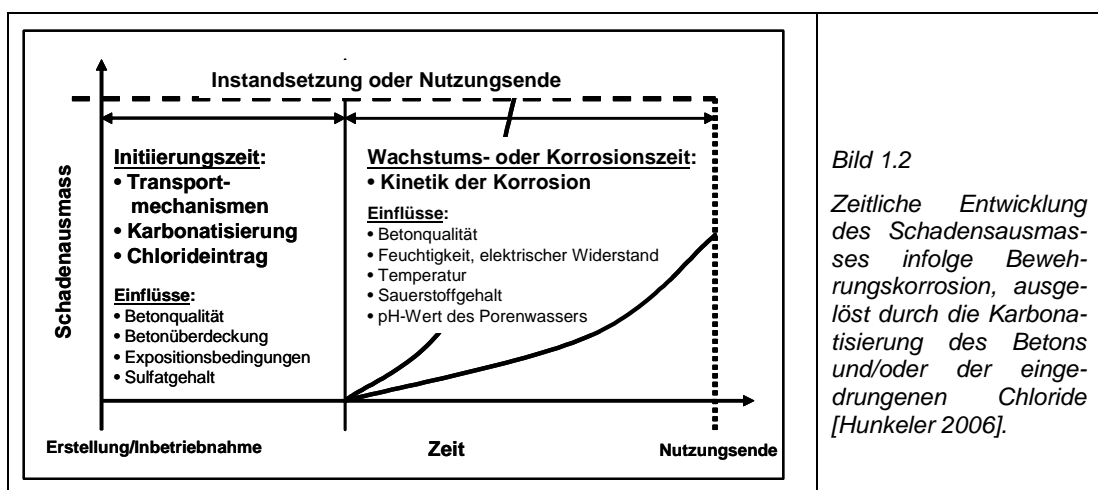 Instandsetzung oder Nutzungsende
Schadenausmass
Initiierungszeit:
• Transport-
mechanismen
• Karbonatisierung
• Chlorideintrag
Einflüsse:
• Betonqualität
• Betonüberdeckung
• Expositionsbedingungen
• Sulfatgehalt
Wachstums- oder Korrosionszeit:
• Kinetik der Korrosion
Einflüsse:
• Betonqualität
• Feuchtigkeit, elektrischer Widerstand
• Temperatur
• Sauerstoffgehalt
• pH-Wert des Porenwassers
Erstellung/Inbetriebnahme
Zeit
Nutzungsende
Bild 1.2
Zeitliche Entwicklung
des Schadensausmas-
ses infolge Beweh-
rungskorrosion, ausge-
löst durch die Karbona-
tisierung des Betons
und/oder der einge-
drungenen Chloride
[Hunkeler 2006].